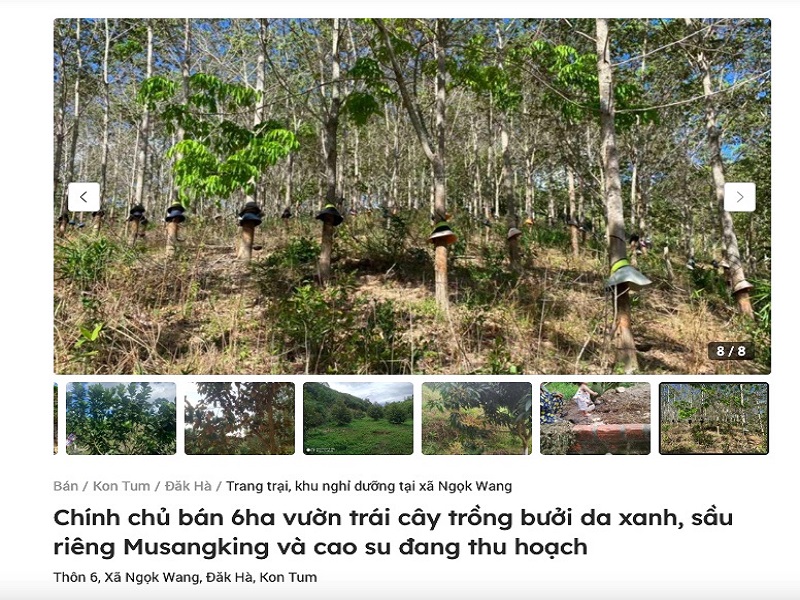 8 / 8
Bán / Kon Tum / Đăk Hà / Trang trại, khu nghỉ dưỡng tại xã Ngọk Wang
Chính chủ bán 6ha vườn trái cây trồng bưởi da xanh, sầu
riêng Musangking và cao su đang thu hoạch
Thôn 6, Xã Ngọk Wang, Đăk Hà, Kon Tum